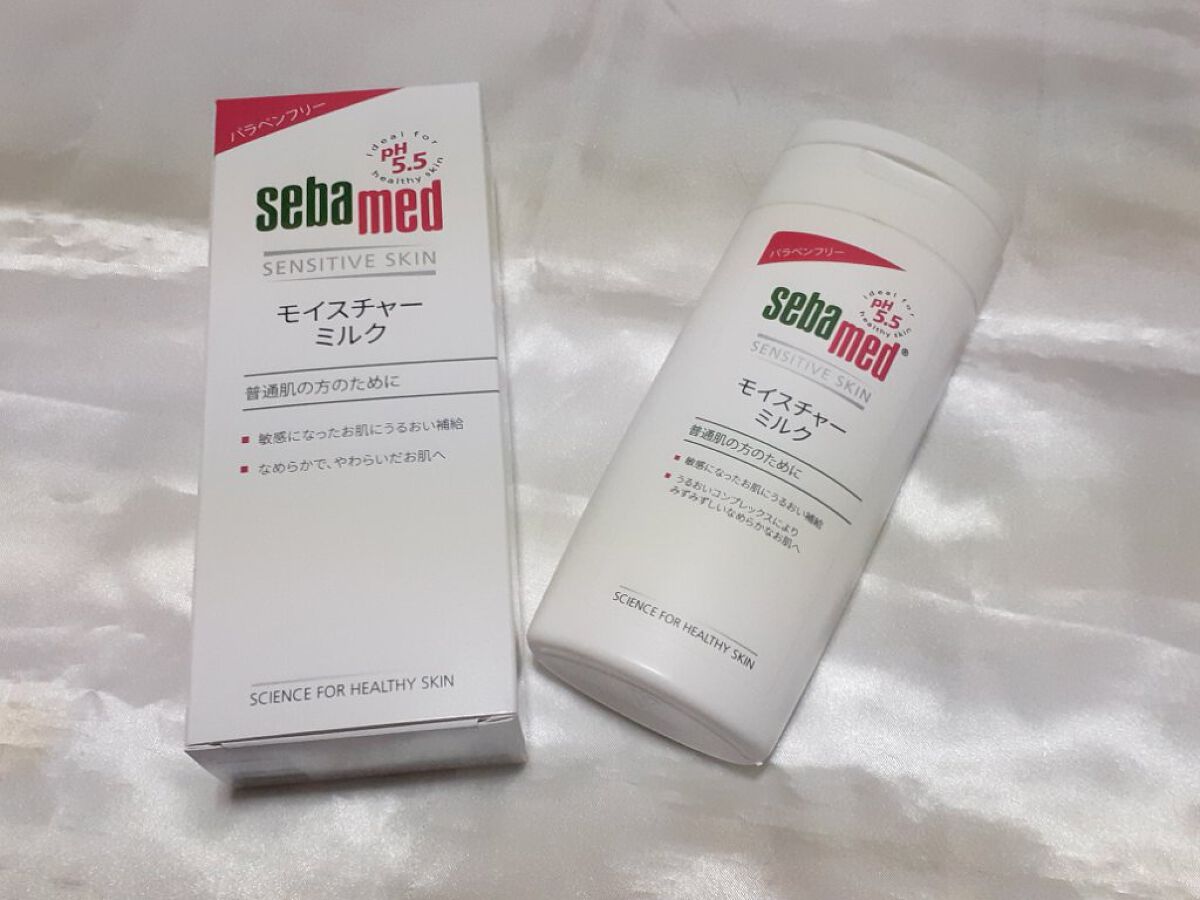 パラベンフリー
ideal for
pH
5.5
healthy skin
sebamed
SENSITIVE SKIN
モイスチャー
ミルク
普通肌の方のために
敏感になったお肌にうるおい補給
なめらかで、やわらいだお肌へ
SCIENCE FOR HEALTHY SKIN
パラベンフリー
ideal for
pH
5.5
healthy skin
sebamed®
SENSITIVE SKIN
モイスチャー
ミルク
普通肌の方のために
敏感になったお肌にうるおい補給
うるおいコンプレックスにより
みずみずしいなめらかなお肌へ
SCIENCE FOR HEALTHY SKIN